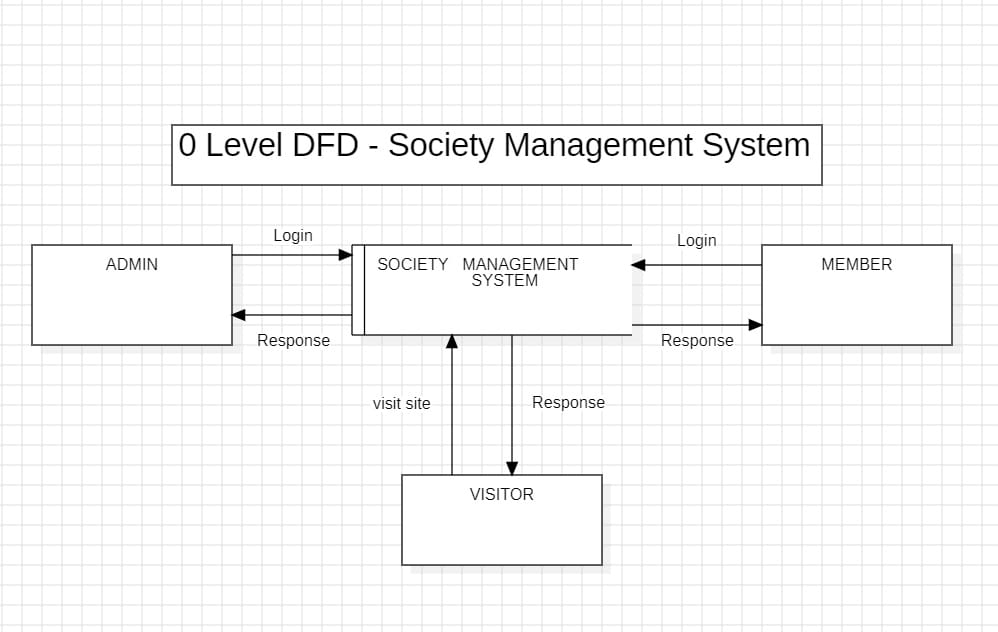 0 Level DFD - Society Management System
Login
Login
ADMIN
SOCIETY MANAGEMENT
SYSTEM
MEMBER
Response
Response
visit site
Response
VISITOR